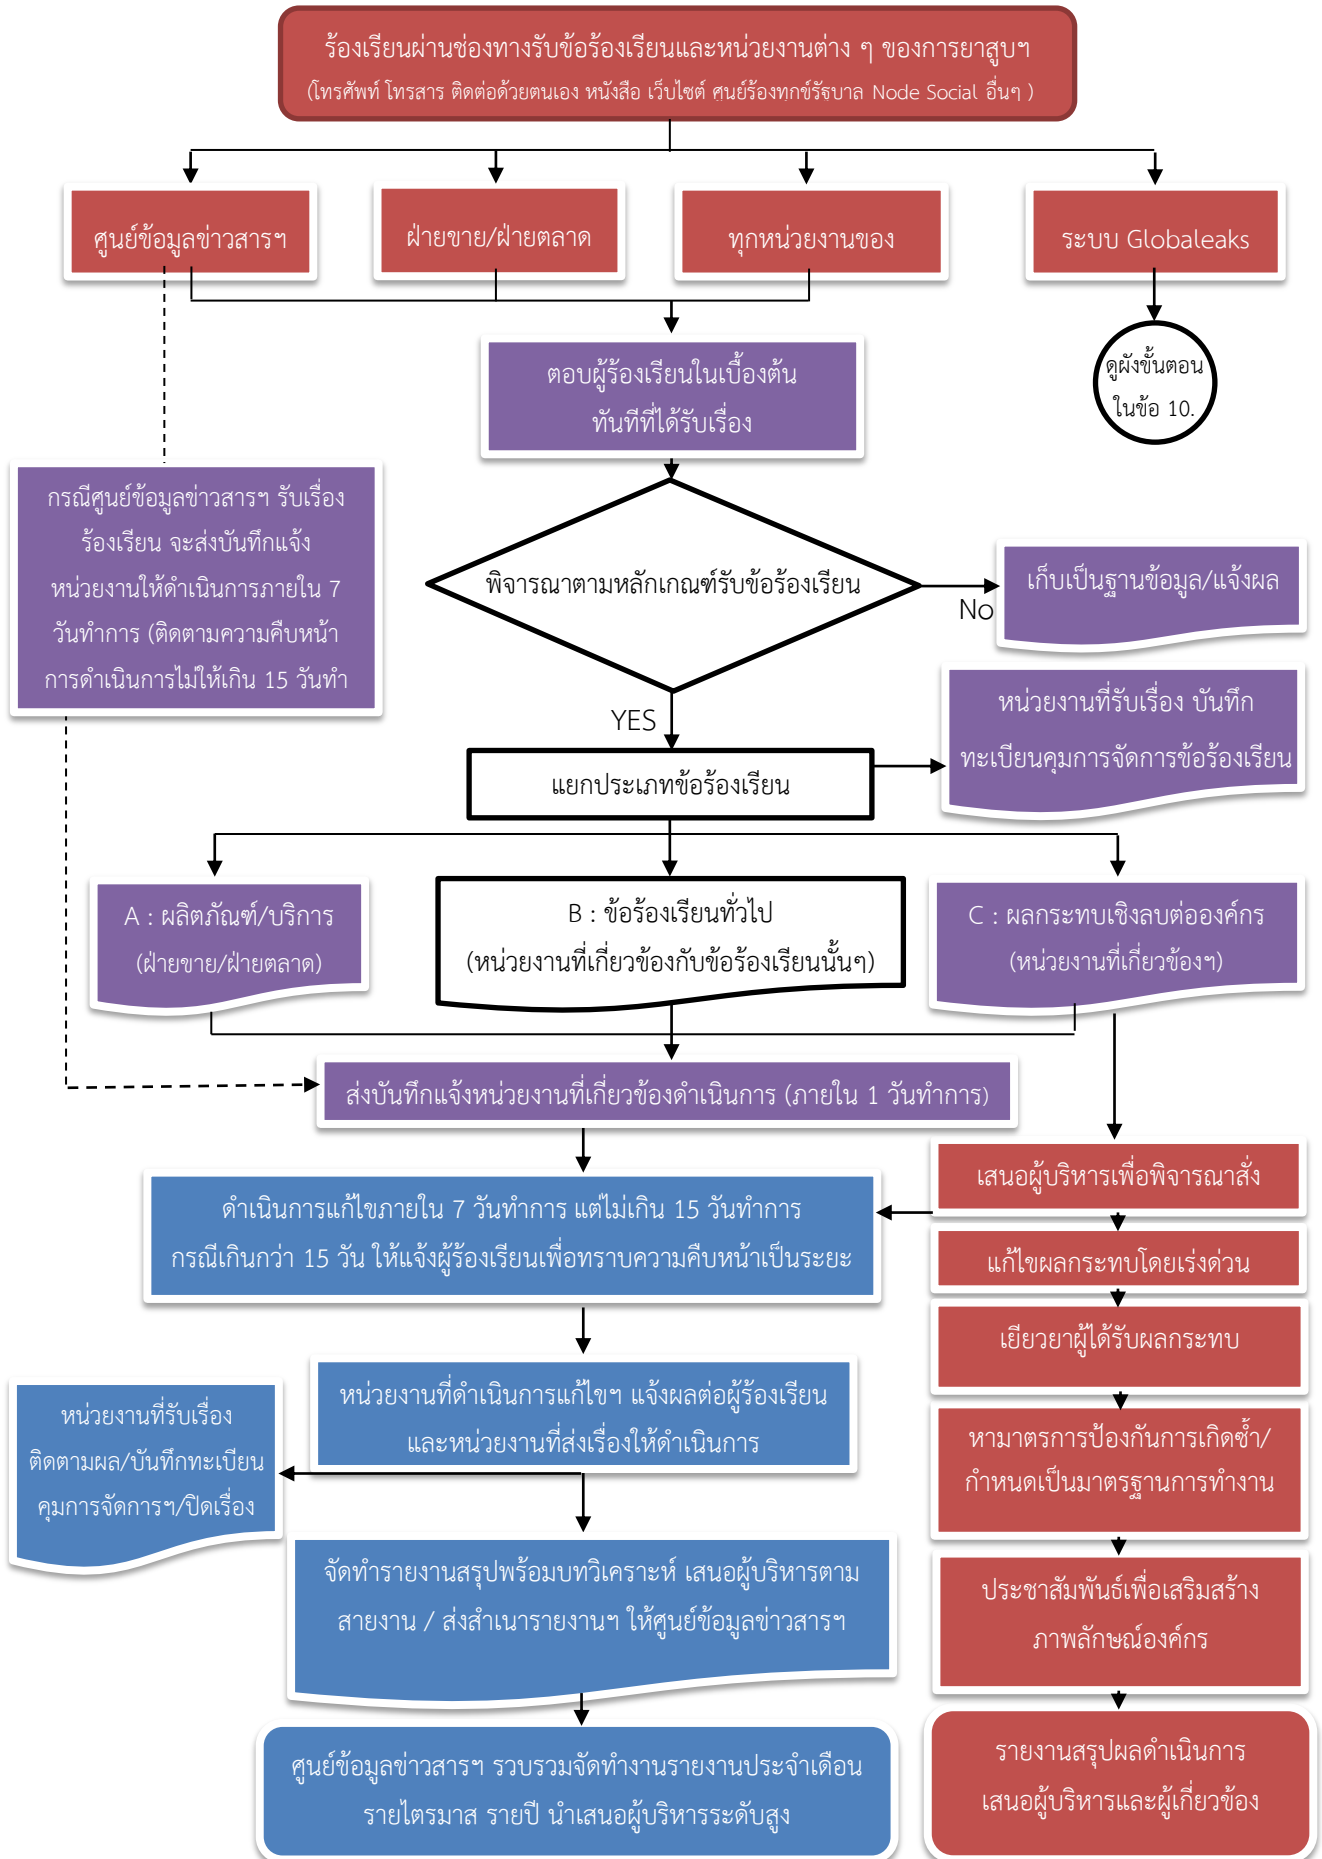 ร้องเรียนผ่านช่องทางรับข้อร้องเรียนและหน่วยงานต่าง ๆ ของการยาสูบฯ
(โทรศัพท์ โทรสาร ติดต่อด้วยตนเอง หนังสือ เว็บไซต์ ศูนย์ร้องทุกข์รัฐบาล Node Social อื่นๆ )
ศูนย์ข้อมูลข่าวสารฯ
ฝ่ายขาย/ฝ่ายตลาด
ทุกหน่วยงานของ
ระบบ Globaleaks
ดูผังขั้นตอน
ในข้อ 10.
ตอบผู้ร้องเรียนในเบื้องต้น
ทันทีที่ได้รับเรื่อง
กรณีศูนย์ข้อมูลข่าวสารฯ รับเรื่อง
ร้องเรียน จะส่งบันทึกแจ้ง
หน่วยงานให้ดำเนินการภายใน 7
วันทำการ (ติดตามความคืบหน้า
การดำเนินการไม่ให้เกิน 15 วันทำ
พิจารณาตามหลักเกณฑ์รับข้อร้องเรียน
No
เก็บเป็นฐานข้อมูล/แจ้งผล
YES
หน่วยงานที่รับเรื่อง บันทึก
ทะเบียนคุมการจัดการข้อร้องเรียน
แยกประเภทข้อร้องเรียน
A : ผลิตภัณฑ์/บริการ
(ฝ่ายขาย/ฝ่ายตลาด)
B : ข้อร้องเรียนทั่วไป
(หน่วยงานที่เกี่ยวข้องกับข้อร้องเรียนนั้นๆ)
C : ผลกระทบเชิงลบต่อองค์กร
(หน่วยงานที่เกี่ยวข้องฯ)
ส่งบันทึกแจ้งหน่วยงานที่เกี่ยวข้องดำเนินการ (ภายใน 1 วันทำการ)
ดำเนินการแก้ไขภายใน 7 วันทำการ แต่ไม่เกิน 15 วันทำการ
กรณีเกินกว่า 15 วัน ให้แจ้งผู้ร้องเรียนเพื่อทราบความคืบหน้าเป็นระยะ
เสนอผู้บริหารเพื่อพิจารณาสั่ง
แก้ไขผลกระทบโดยเร่งด่วน
เยียวยาผู้ได้รับผลกระทบ
หามาตรการป้องกันการเกิดซ้ำ/
กำหนดเป็นมาตรฐานการทำงาน
ประชาสัมพันธ์เพื่อเสริมสร้าง
ภาพลักษณ์องค์กร
รายงานสรุปผลดำเนินการ
เสนอผู้บริหารและผู้เกี่ยวข้อง
หน่วยงานที่ดำเนินการแก้ไขฯ แจ้งผลต่อผู้ร้องเรียน
และหน่วยงานที่ส่งเรื่องให้ดำเนินการ
หน่วยงานที่รับเรื่อง
ติดตามผล/บันทึกทะเบียน
คุมการจัดการฯ/ปิดเรื่อง
จัดทำรายงานสรุปพร้อมบทวิเคราะห์ เสนอผู้บริหารตาม
สายงาน / ส่งสำเนารายงานฯ ให้ศูนย์ข้อมูลข่าวสารฯ
ศูนย์ข้อมูลข่าวสารฯ รวบรวมจัดทำงานรายงานประจำเดือน
รายไตรมาส รายปี นำเสนอผู้บริหารระดับสูง